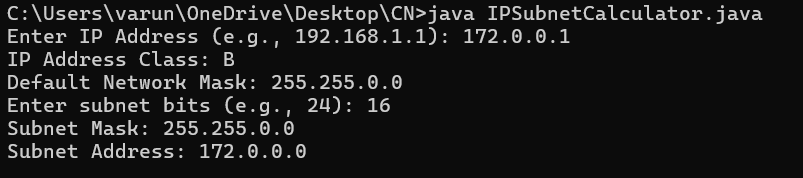 C:\Users\varun\OneDrive\Desktop\CN>java IPSubnetCalculator.java
Enter IP Address (e.g., 192.168.1.1): 172.0.0.1
IP Address Class: B
Default Network Mask: 255.255.0.0
Enter subnet bits (e.g., 24): 16
Subnet Mask: 255.255.0.0
Subnet Address: 172.0.0.0